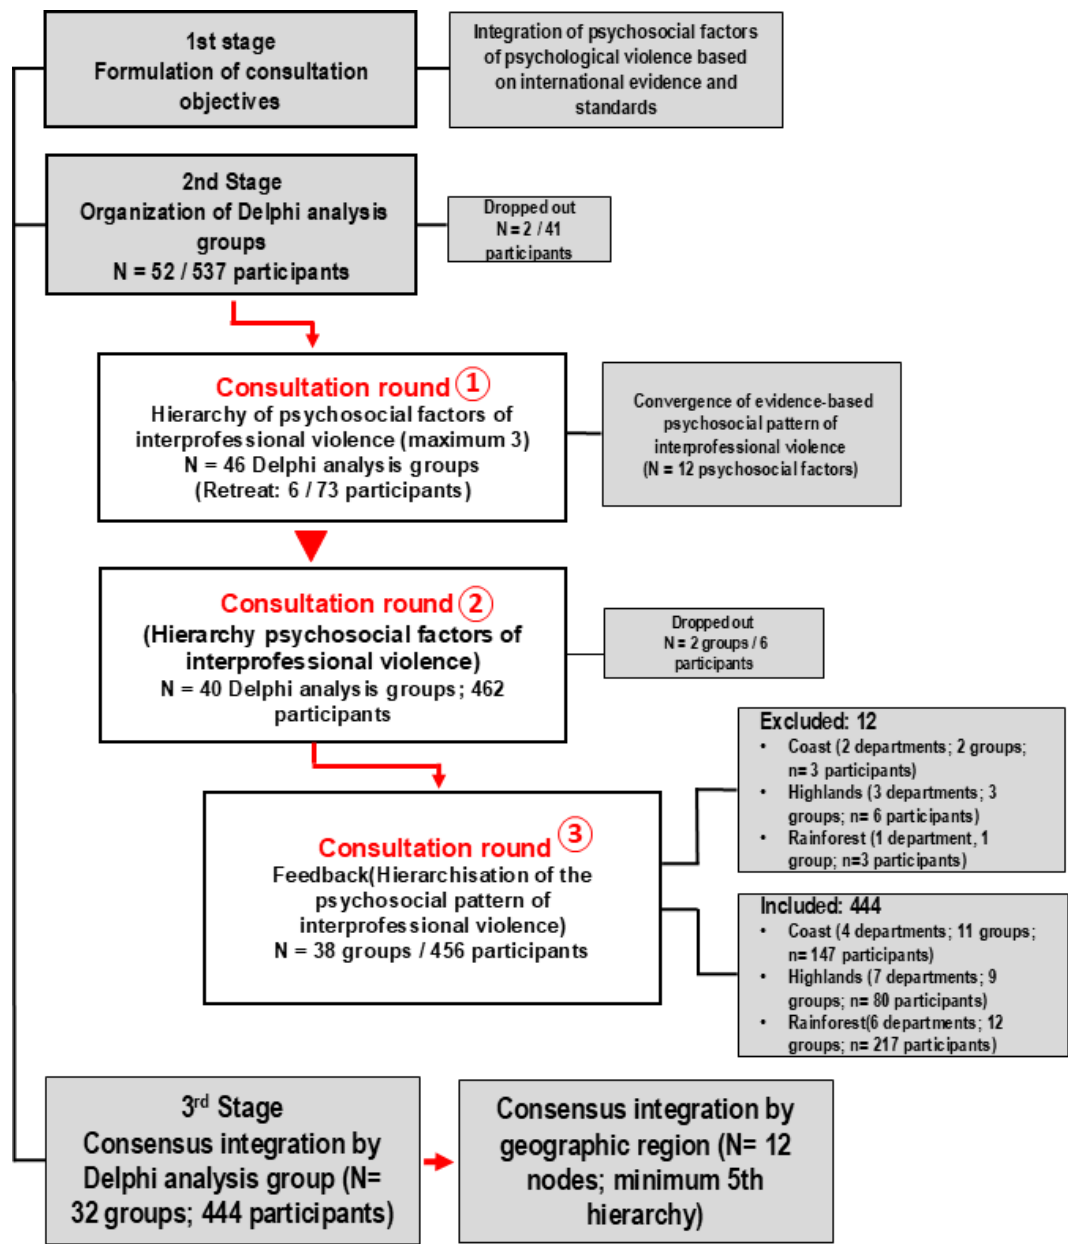 1st stage
Formulation of consultation
objectives
Integration of psychosocial factors
of psychological violence based
on international evidence and
standards
2nd Stage
Organization of Delphi analysis
groups
N = 52 / 537 participants
Dropped out
N = 2 / 41
participants
Consultation round 1
Hierarchy of psychosocial factors of
interprofessional violence (maximum 3)
N = 46 Delphi analysis groups
(Retreat: 6 / 73 participants)
Convergence of evidence-based
psychosocial pattern of
interprofessional violence
(N = 12 psychosocial factors)
Consultation round 2
(Hierarchy psychosocial factors of
interprofessional violence)
N = 40 Delphi analysis groups; 462
participants
Dropped out
N = 2 groups / 6
participants
Consultation round 3
Feedback(Hierarchisation of the
psychosocial pattern of
interprofessional violence)
N = 38 groups / 456 participants
Excluded: 12
• Coast (2 departments; 2 groups;
n= 3 participants)
• Highlands (3 departments; 3
groups; n= 6 participants)
• Rainforest (1 department, 1
group; n=3 participants)
Included: 444
• Coast (4 departments; 11 groups;
n= 147 participants)
• Highlands (7 departments; 9
groups; n= 80 participants)
• Rainforest(6 departments; 12
groups; n= 217 participants)
3rd Stage
Consensus integration by
Delphi analysis group (N=
32 groups; 444 participants)
Consensus integration by
geographic region (N= 12
nodes; minimum 5th
hierarchy)